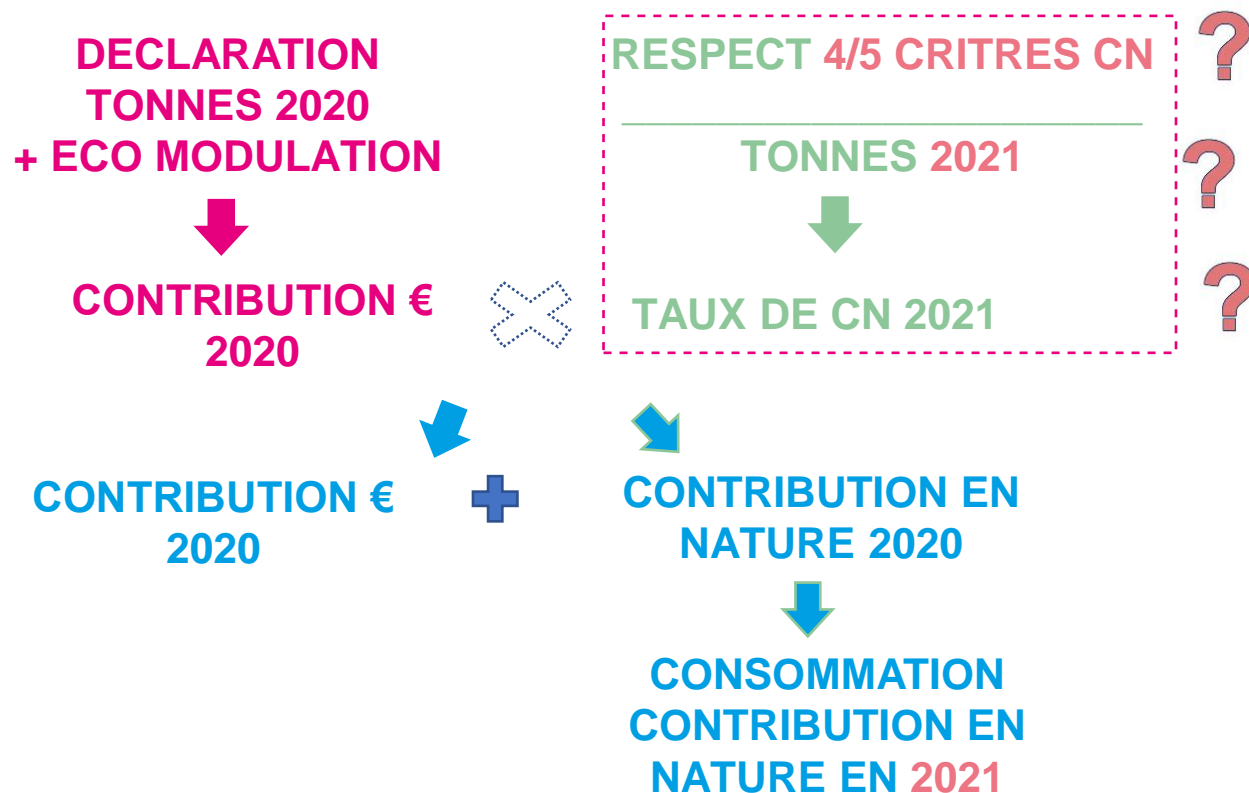 DECLARATION
TONNES 2020
+ ECO MODULATION
RESPECT 4/5 CRITRES CN
TONNES 2021
?
?
?
CONTRIBUTION €
2020
TAUX DE CN 2021
CONTRIBUTION €
2020
CONTRIBUTION EN
NATURE 2020
CONSOMMATION
CONTRIBUTION EN
NATURE EN 2021